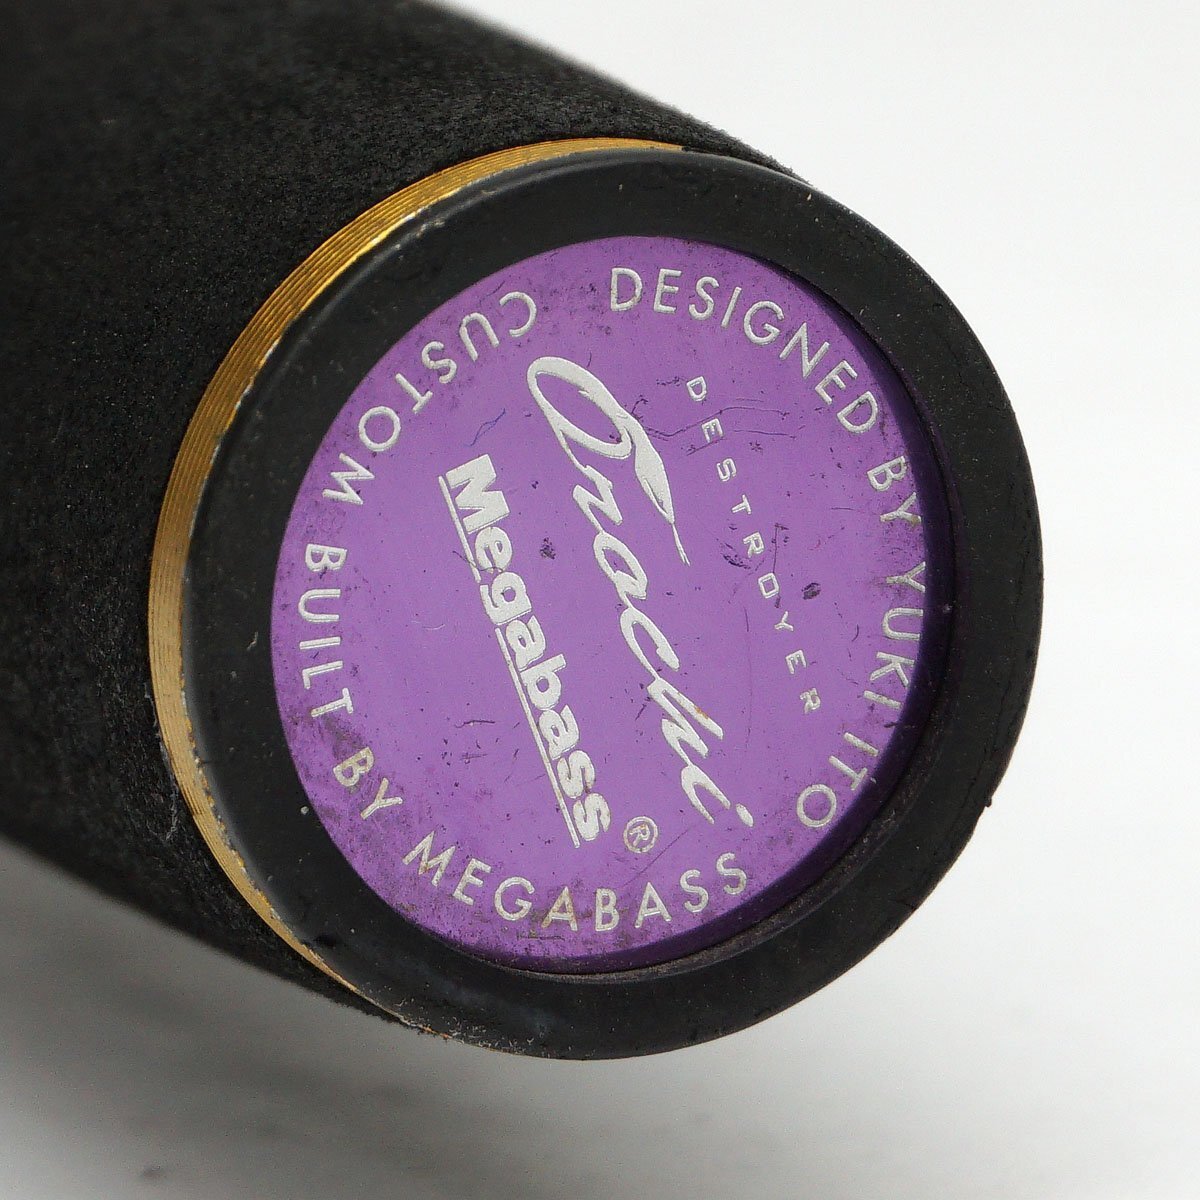 DESIGNED BY YUKI ITO
DESTROYER
Orochi
Megabass®
CUSTOM BUILT BY MEGABASS